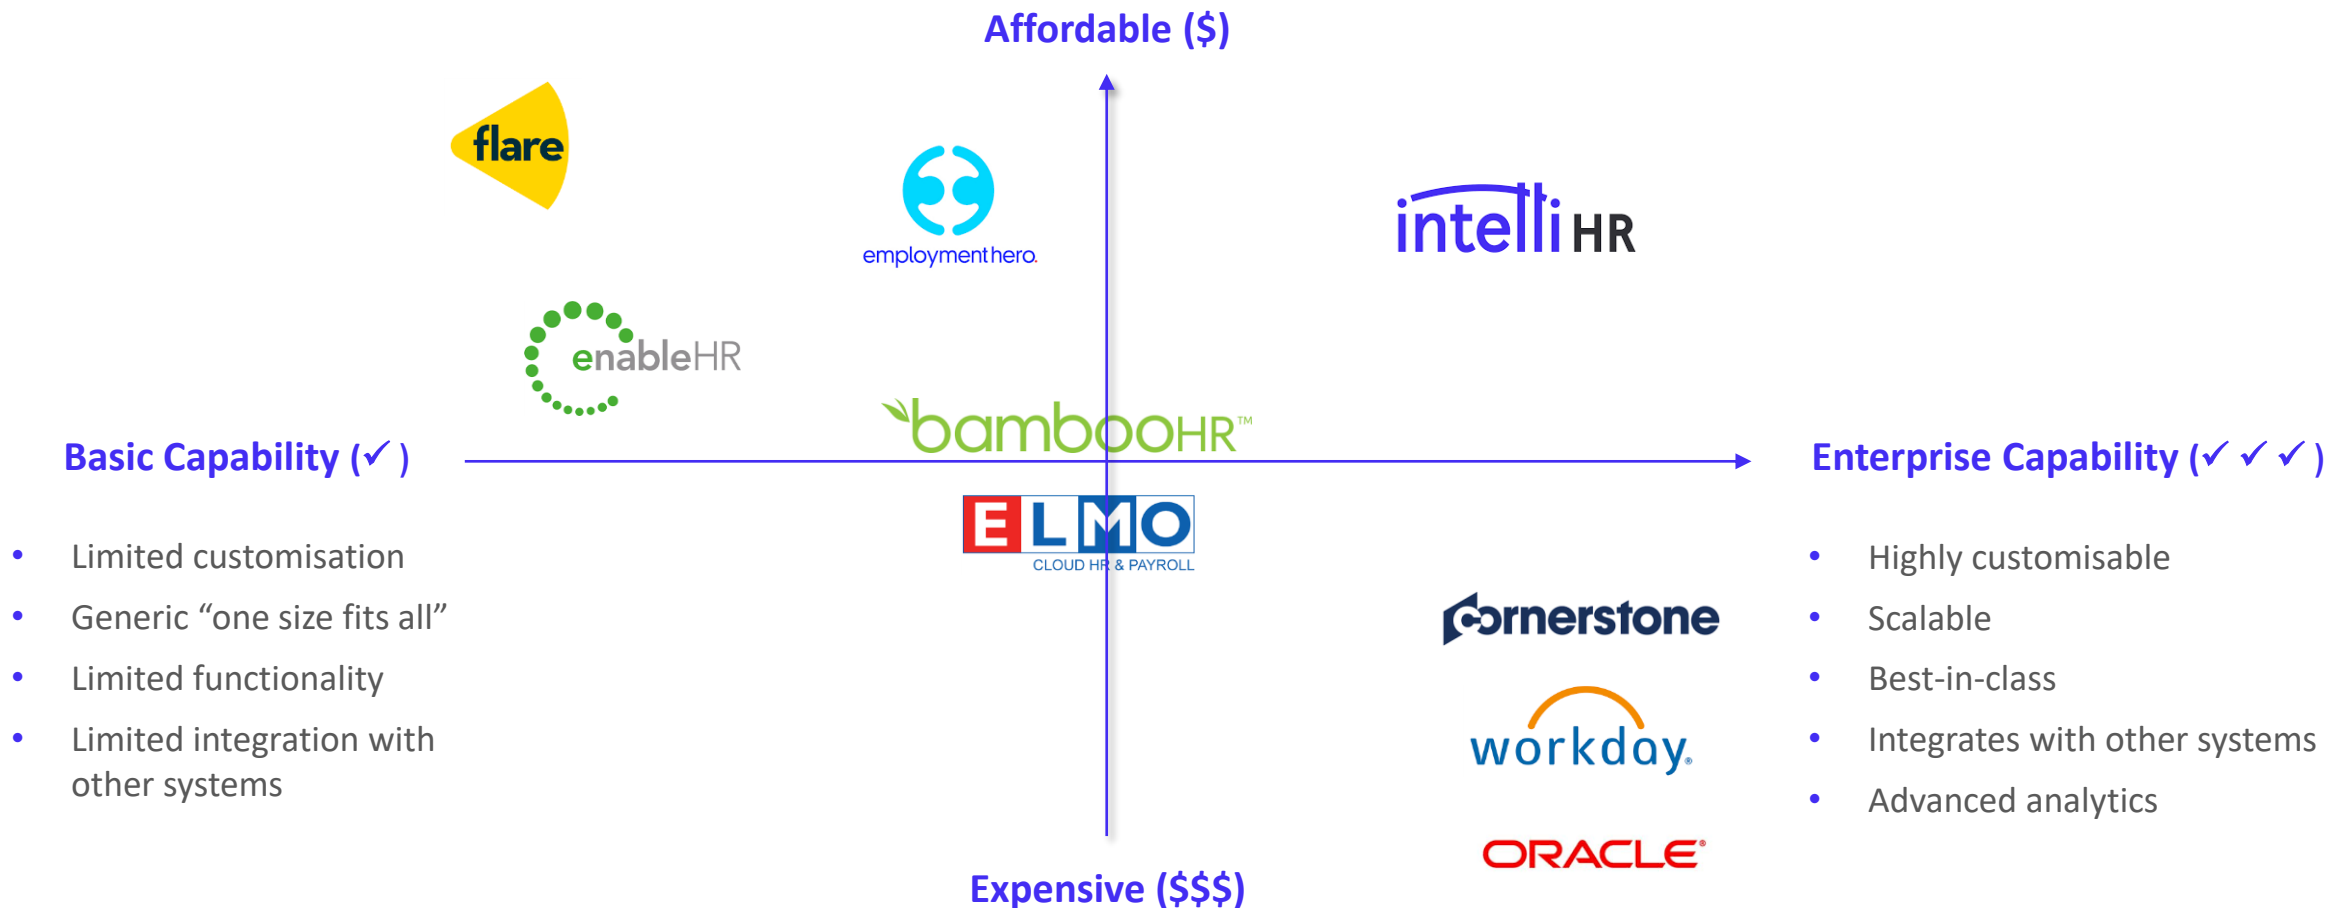 Affordable ($)
flare
employmenthero.
intelliHR
enableHR
bambooHR™
Basic Capability (✓)
Enterprise Capability (✓ ✓ ✓)
ELMO
CLOUD HR & PAYROLL
• Limited customisation
• Generic “one size fits all”
• Limited functionality
• Limited integration with
other systems
cornerstone
workday.®
ORACLE®
• Highly customisable
• Scalable
• Best-in-class
• Integrates with other systems
• Advanced analytics
Expensive ($$$)